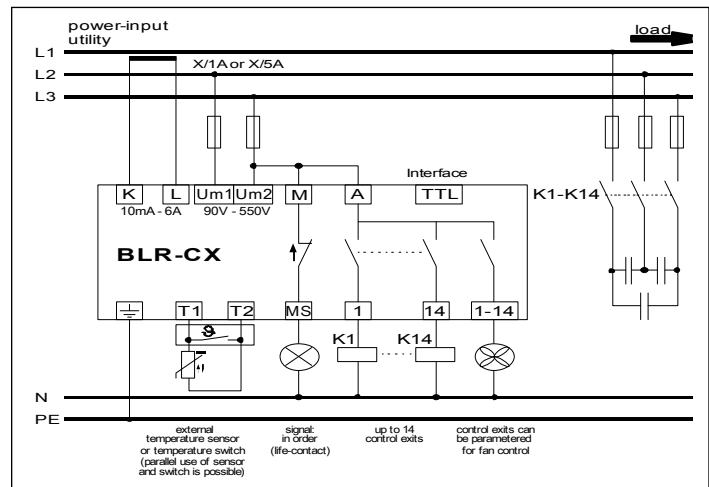 power-input
utility
load
L1
X/1A or X/5A
L2
L3
Interface
K L Um1 Um2 M A TTL
K1-K14
10mA - 6A 90V - 550V
BLR-CX
T1 T2 MS 1 14 1-14
K1 K14
N
PE
external
temperature sensor
or temperature switch
(parallel use of sensor
and switch is possible)
signal:
in order
(life-contact)
up to 14
control exits
control exits can
be parametered
for fan control